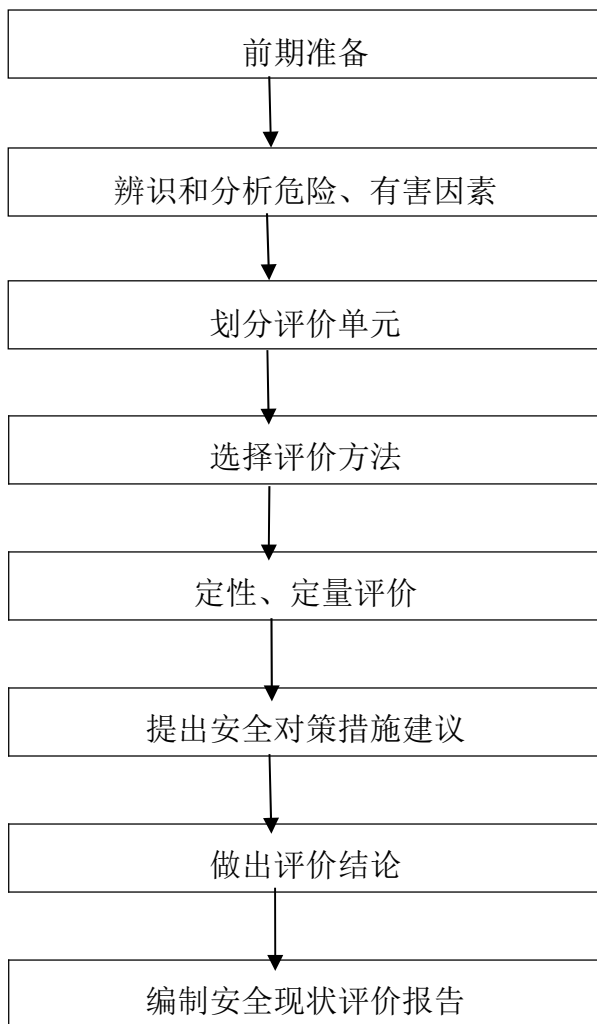 前期准备
辨识和分析危险、有害因素
划分评价单元
选择评价方法
定性、定量评价
提出安全对策措施建议
做出评价结论
编制安全现状评价报告